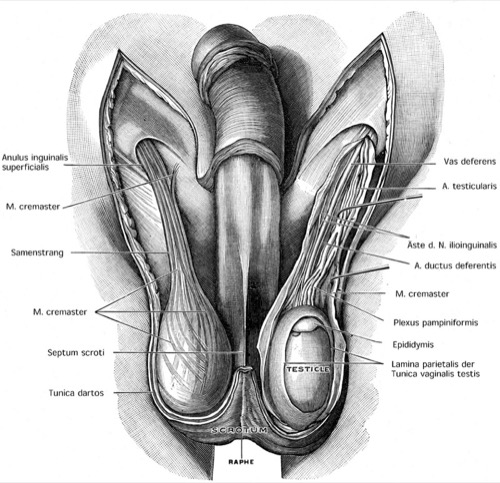 Anulus inguinalis
superficialis
M. cremaster
Samenstrang
M. cremaster
Septum scroti
Tunica dartos
Vas deferens
A. testicularis
Äste d. N. ilioinguinalis
A. ductus deferentis
M. cremaster
Plexus pampiniformis
Epididymis
Lamina parietalis der
Tunica vaginalis testis
TESTICLE
SCROTUM
RAPHE